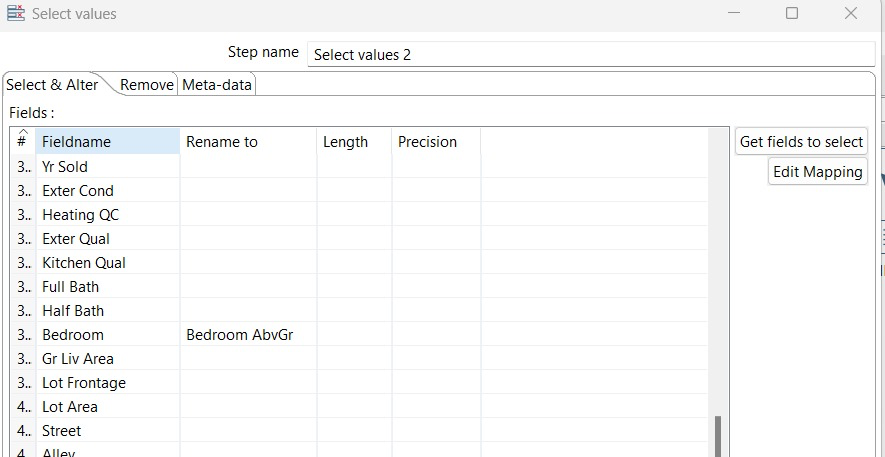 Select values
Step name Select values 2
Select & Alter Remove Meta-data
Fields :
# Fieldname Rename to Length Precision
Get fields to select
Edit Mapping
3.. Yr Sold
3.. Exter Cond
3.. Heating QC
3.. Exter Qual
3.. Kitchen Qual
3.. Full Bath
3.. Half Bath
3.. Bedroom Bedroom AbvGr
3.. Gr Liv Area
3.. Lot Frontage
4.. Lot Area
4.. Street
4.. Alley